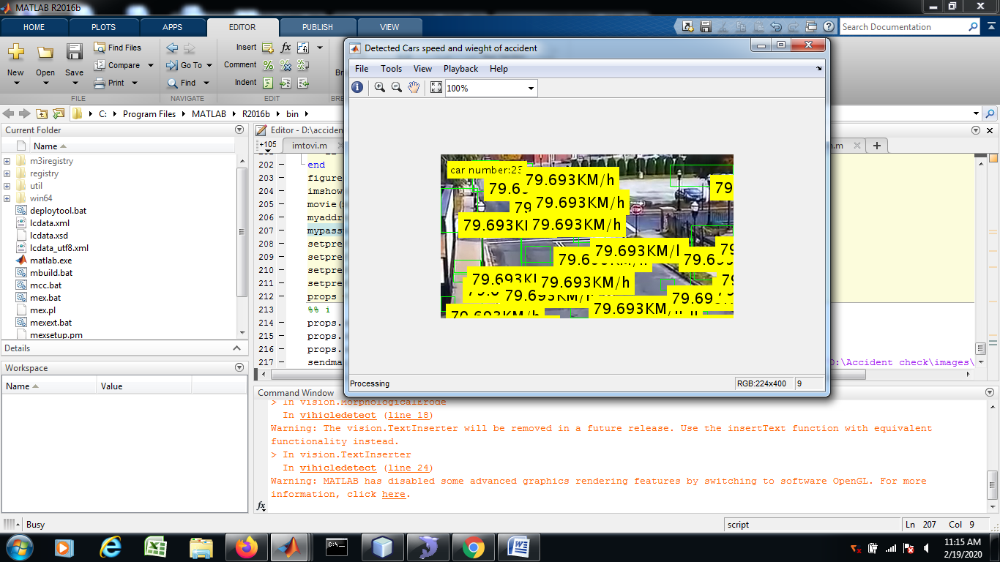 MATLAB R2016b
HOME PLOTS APPS EDITOR PUBLISH VIEW
Search Documentation
New Open Save
Find Files
Compare
Print
Go To
Find
Insert
Comment
Indent
FILE NAVIGATE EDIT
C: Program Files MATLAB R2016b bin
Current Folder
Name
m3iregistry
registry
util
win64
deploytool.bat
lcdata.xml
lcdata.xsd
lcdata_utf8.xml
matlab.exe
mbuild.bat
mcc.bat
mex.bat
mex.pl
mexext.bat
mexsetup.pm
Details
Workspace
Name Value
Editor - D:\acciden
+105 imtovi.m
202 end
203 figure
204 imshow
205 movie(
206 myaddr
207 mypass
208 setpre
209 setpre
210 setpre
211 setpre
212 props
213 %% i
214 props.
215 props.
216 props.
217 sendma
D:\Accident check\images\
Detected Cars speed and wieght of accident
File Tools View Playback Help
100%
car number:23
79.693KM/h
79.693KM/h
79.693KM/h
79.693KM/h
79.693KM/h
79.693KM/h
Processing
RGB:224x400 9
Command Window
> In vision.MorphologicalErode
In vihicledetect (line 18)
Warning: The vision.TextInserter will be removed in a future release. Use the insertText function with equivalent
functionality instead.
> In vision.TextInserter
In vihicledetect (line 24)
Warning: MATLAB has disabled some advanced graphics rendering features by switching to software OpenGL. For more
information, click here.
fx
Busy
script
Ln 207 Col 9
11:15 AM
2/19/2020